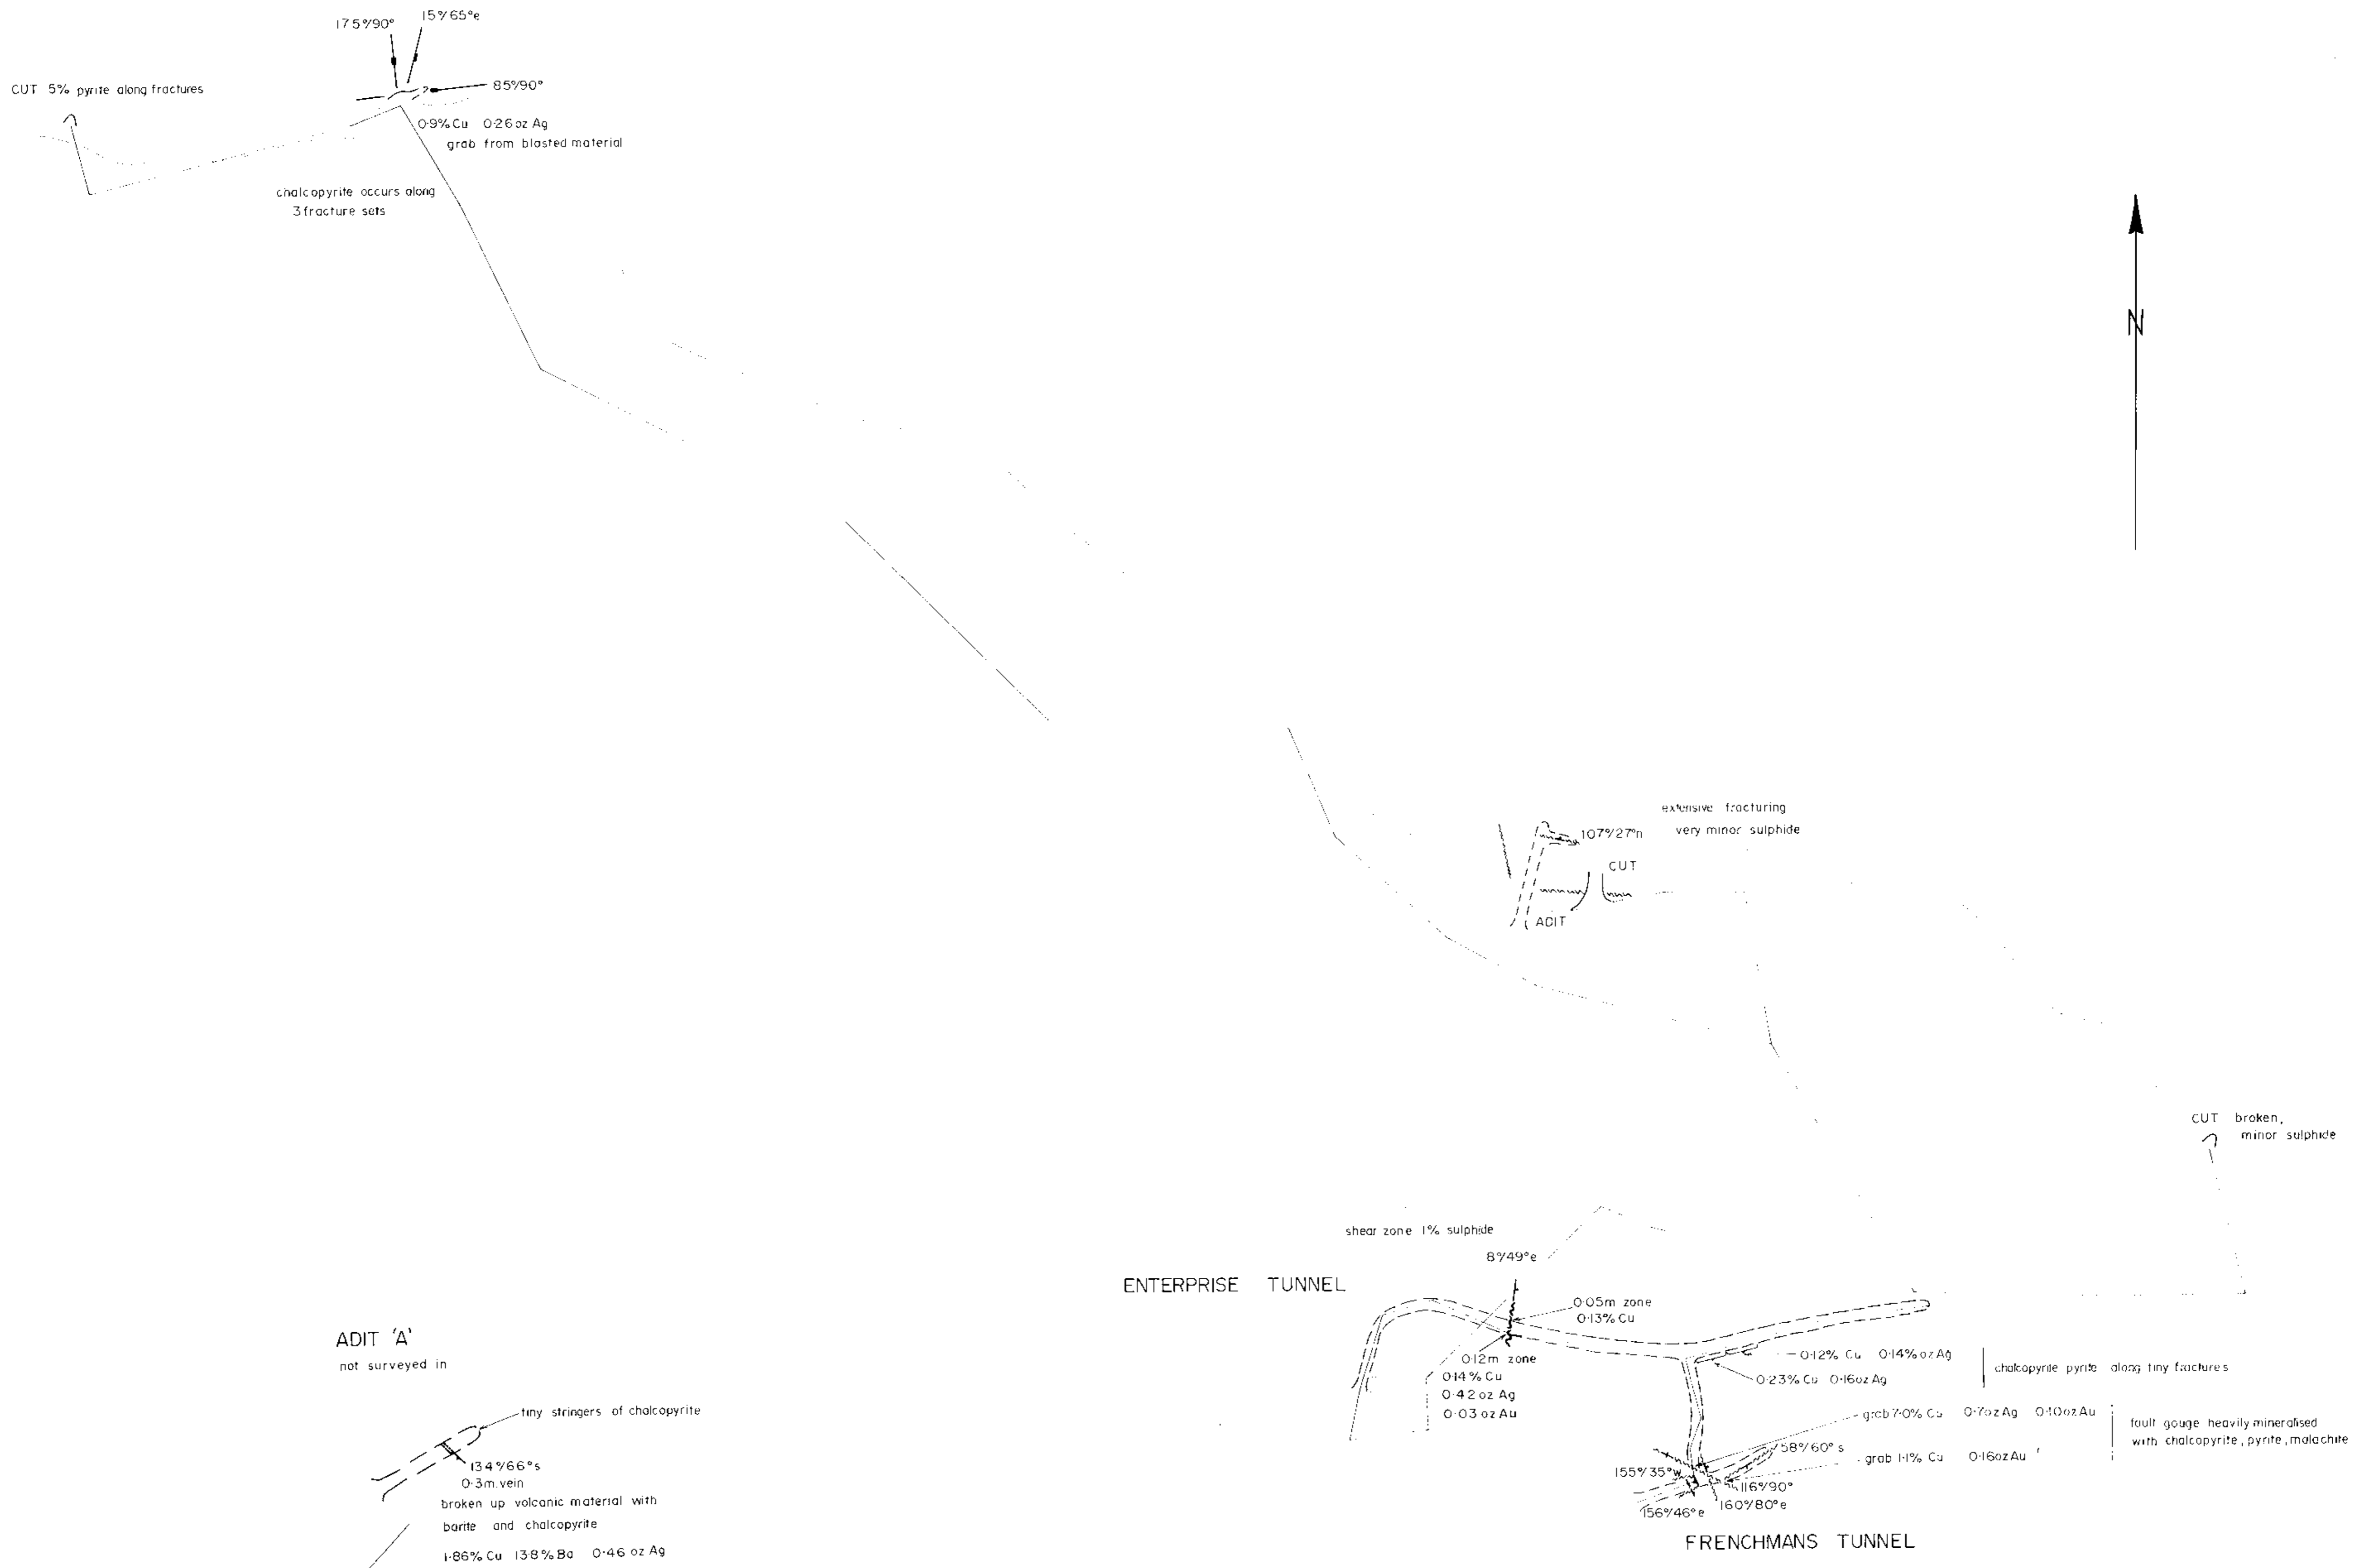 175°/90°
15°/65°e
CUT 5% pyrite along fractures
85°/90°
0·9% Cu 0·26 oz Ag
grab from blasted material
chalcopyrite occurs along
3 fracture sets
N
extensive fracturing
very minor sulphide
107°/27°n
CUT
ADIT
CUT broken,
minor sulphide
shear zone 1% sulphide
8°/49°e
ENTERPRISE TUNNEL
0·05m zone
0·13% Cu
0·12m zone
0·14% Cu
0·42 oz Ag
0·03 oz Au
0·12% Cu 0·14% oz Ag
0·23% Cu 0·16oz Ag
chalcopyrite pyrite along tiny fractures
grab 7·0% Cu 0·7oz Ag 0·10oz Au
grab 1·1% Cu 0·16oz Au
fault gouge heavily mineralised
with chalcopyrite, pyrite, malachite
58°/60°s
155°/35°w
116°/90°
160°/80°e
156°/46°e
FRENCHMANS TUNNEL
ADIT 'A'
not surveyed in
tiny stringers of chalcopyrite
134°/66°s
0·3m. vein
broken up volcanic material with
barite and chalcopyrite
1·86% Cu 13·8% Ba 0·46 oz Ag